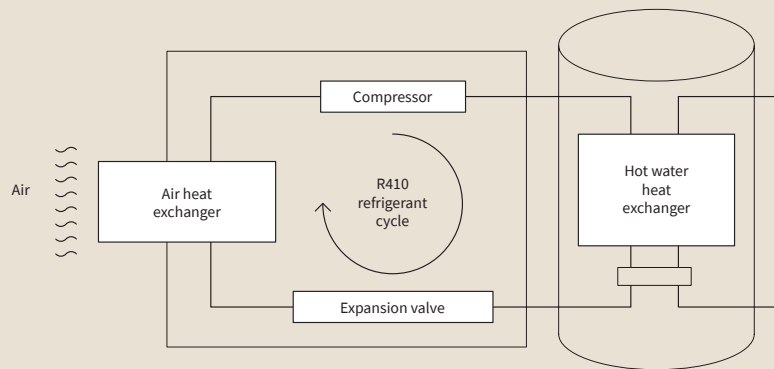 Compressor
Air
Air heat
exchanger
R410
refrigerant
cycle
Hot water
heat
exchanger
Expansion valve